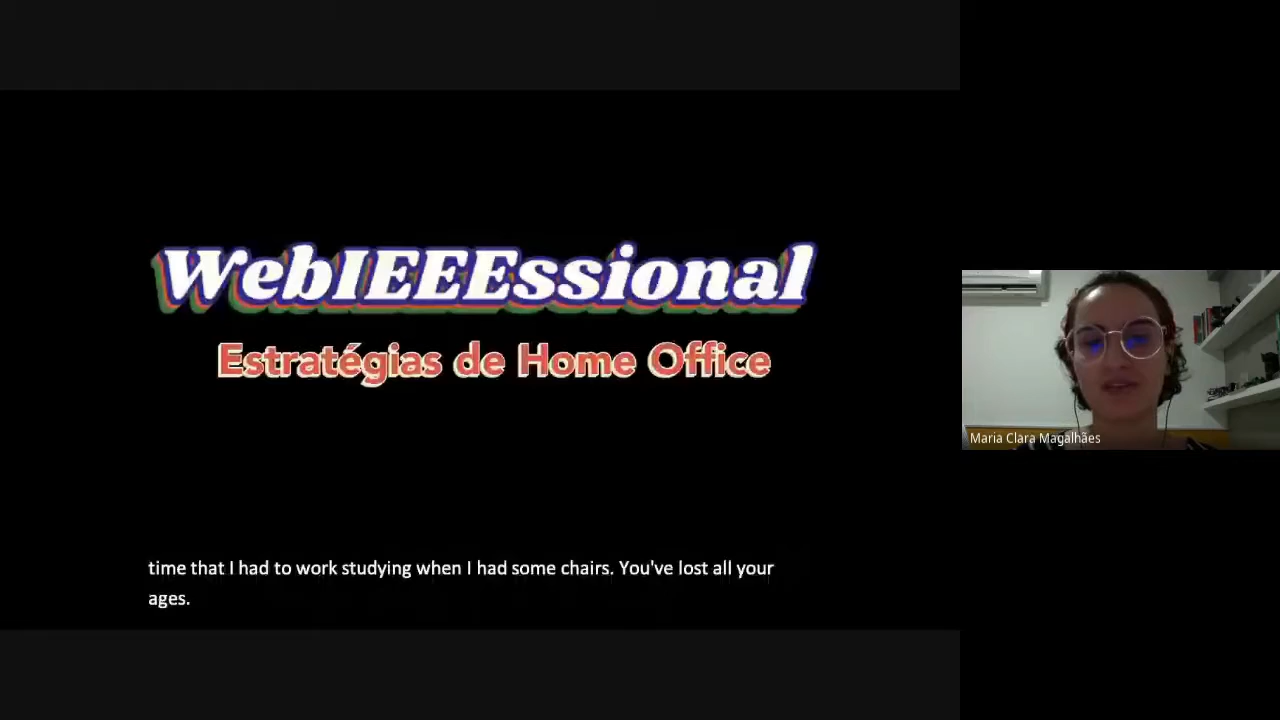 WebIEEEssional
Estratégias de Home Office
Maria Clara Magalhães
time that I had to work studying when I had some chairs. You've lost all your
ages.